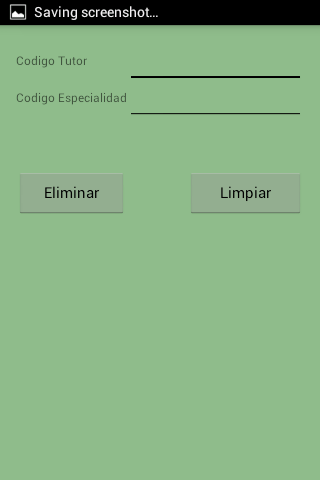 Saving screenshot...
Codigo Tutor
Codigo Especialidad
Eliminar
Limpiar